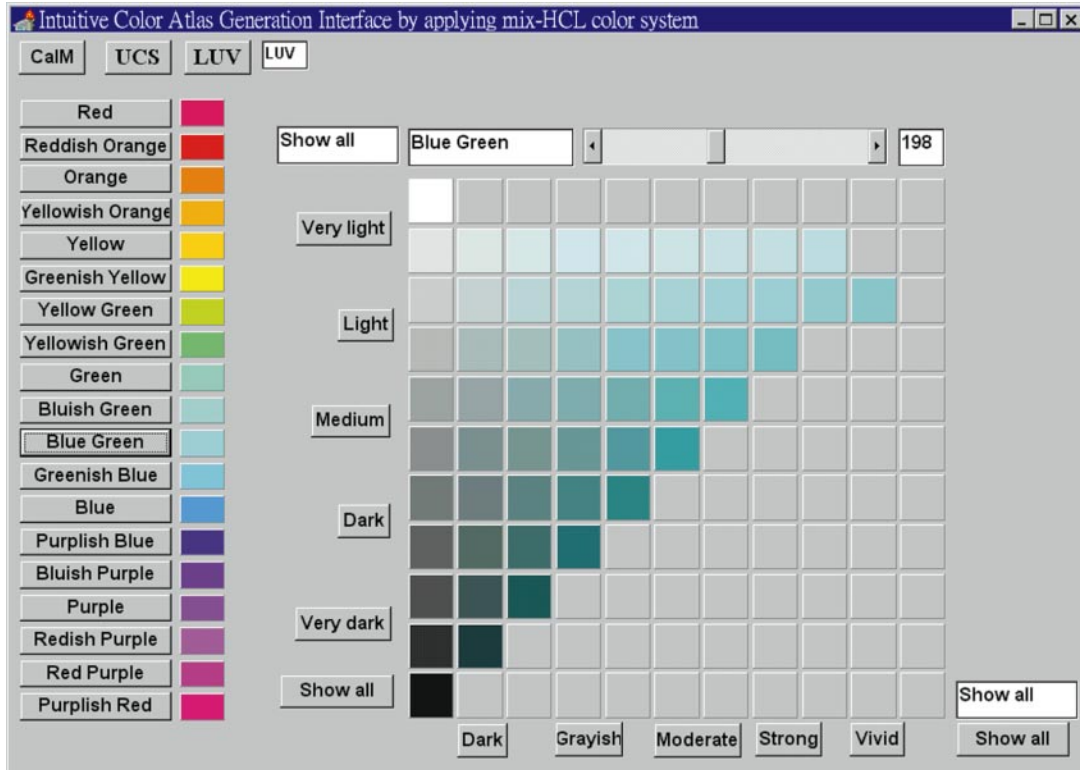 Intuitive Color Atlas Generation Interface by applying mix-HCL color system
CalM
UCS
LUV
LUV
Red
Reddish Orange
Orange
Yellowish Orange
Yellow
Greenish Yellow
Yellow Green
Yellowish Green
Green
Bluish Green
Blue Green
Greenish Blue
Blue
Purplish Blue
Bluish Purple
Purple
Redish Purple
Red Purple
Purplish Red
Show all
Blue Green
198
Very light
Light
Medium
Dark
Very dark
Show all
Dark
Grayish
Moderate
Strong
Vivid
Show all
Show all